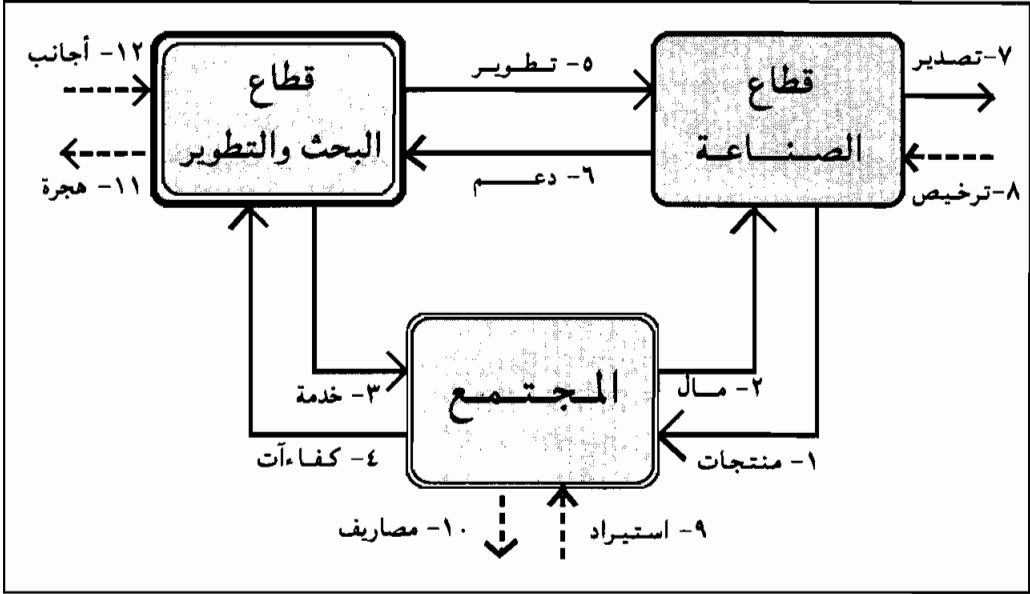 ٧-تصدير
قطاع
الصناعة
٨-ترخيص
٥- تطوير
٦- دعم
١٢- أجانب
قطاع
البحث والتطوير
١١- هجرة
المجتمع
٢- مال
١- منتجات
٣- خدمة
٤- كفاءآت
٩- استيراد
١٠- مصاريف